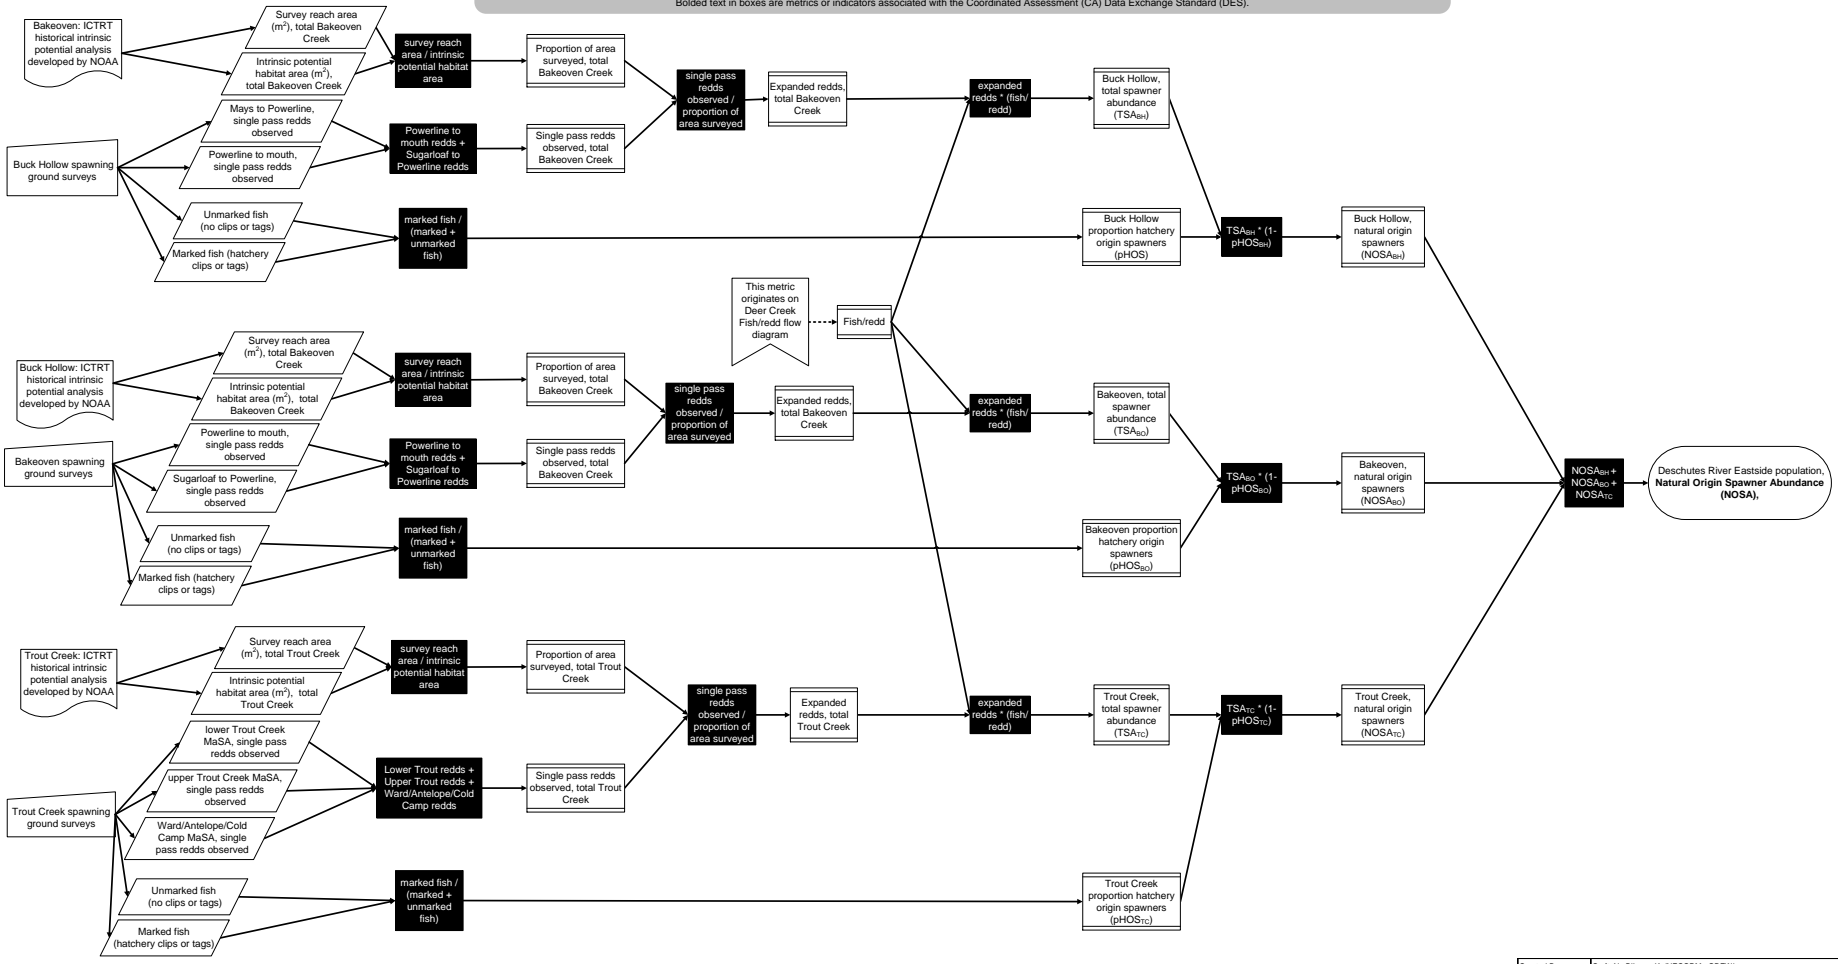 Bolded text in boxes are metrics or indicators associated with the Coordinated Assessment (CA) Data Exchange Standard (DES).
Bakeoven: ICTRT
historical intrinsic
potential analysis
developed by NOAA
Survey reach area
(m²), total Bakeoven
Creek
Intrinsic potential
habitat area (m²),
total Bakeoven Creek
survey reach
area / intrinsic
potential habitat
area
Proportion of area
surveyed, total
Bakeoven Creek
Buck Hollow spawning
ground surveys
Mays to Powerline,
single pass redds
observed
Powerline to mouth,
single pass redds
observed
Powerline to
mouth redds +
Sugarloaf to
Powerline redds
Single pass redds
observed, total
Bakeoven Creek
single pass
redds
observed /
proportion of
area surveyed
Expanded redds,
total Bakeoven
Creek
expanded
redds * (fish/
redd)
Buck Hollow,
total spawner
abundance
(TSABH)
Unmarked fish
(no clips or tags)
Marked fish (hatchery
clips or tags)
marked fish /
(marked +
unmarked
fish)
Buck Hollow
proportion hatchery
origin spawners
(pHOS)
TSABH * (1-
pHOSBH)
Buck Hollow,
natural origin
spawners
(NOSABH)
This metric
originates on
Deer Creek
Fish/redd flow
diagram
Fish/redd
Buck Hollow: ICTRT
historical intrinsic
potential analysis
developed by NOAA
Survey reach area
(m²), total Bakeoven
Creek
Intrinsic potential
habitat area (m²), total
Bakeoven Creek
survey reach
area / intrinsic
potential habitat
area
Proportion of area
surveyed, total
Bakeoven Creek
Bakeoven spawning
ground surveys
Powerline to mouth,
single pass redds
observed
Sugarloaf to Powerline,
single pass redds
observed
Powerline to
mouth redds +
Sugarloaf to
Powerline redds
Single pass redds
observed, total
Bakeoven Creek
single pass
redds
observed /
proportion of
area surveyed
Expanded redds,
total Bakeoven
Creek
expanded
redds * (fish/
redd)
Bakeoven, total
spawner
abundance
(TSABO)
Unmarked fish
(no clips or tags)
Marked fish (hatchery
clips or tags)
marked fish /
(marked +
unmarked
fish)
Bakeoven proportion
hatchery origin
spawners
(pHOSBO)
TSABO * (1-
pHOSBO)
Bakeoven,
natural origin
spawners
(NOSABO)
NOSABH +
NOSABO +
NOSATC
Deschutes River Eastside population,
Natural Origin Spawner Abundance
(NOSA),
Trout Creek: ICTRT
historical intrinsic
potential analysis
developed by NOAA
Survey reach area
(m²), total Trout Creek
Intrinsic potential
habitat area (m²), total
Trout Creek
survey reach
area / intrinsic
potential habitat
area
Proportion of area
surveyed, total Trout
Creek
Trout Creek spawning
ground surveys
lower Trout Creek
MaSA, single pass
redds observed
upper Trout Creek MaSA,
single pass redds
observed
Ward/Antelope/Cold
Camp MaSA, single
pass redds observed
Lower Trout redds +
Upper Trout redds +
Ward/Antelope/Cold
Camp redds
Single pass redds
observed, total Trout
Creek
single pass
redds
observed /
proportion of
area surveyed
Expanded
redds, total
Trout Creek
expanded
redds * (fish/
redd)
Trout Creek,
total spawner
abundance
(TSATC)
Unmarked fish
(no clips or tags)
Marked fish
(hatchery clips or tags)
marked fish /
(marked +
unmarked
fish)
Trout Creek
proportion hatchery
origin spawners
(pHOSTC)
TSATC * (1-
pHOSTC)
Trout Creek,
natural origin
spawners
(NOSATC)